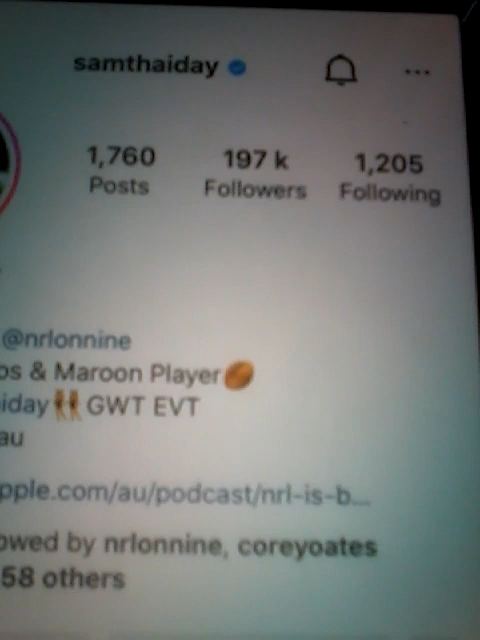 samthaiday
1,760 197 k 1,205
Posts Followers Following
@nrlonnine
os & Maroon Player🏉
iday👯 GWT EVT
au
pple.com/au/podcast/nrl-is-b...
owed by nrlonnine, coreyoates
58 others